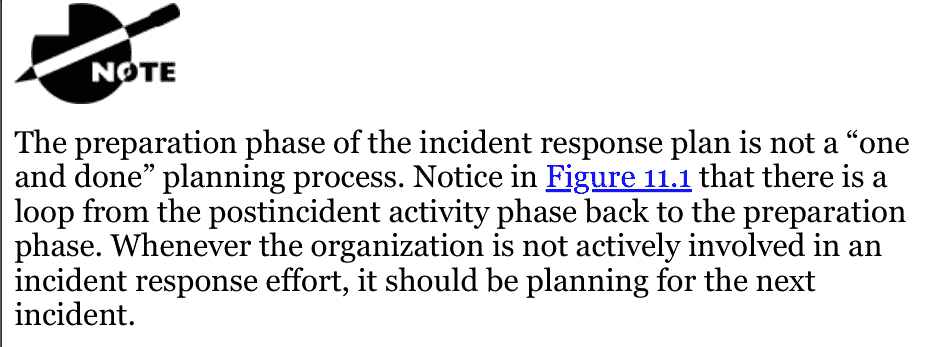 NOTE
The preparation phase of the incident response plan is not a “one
and done” planning process. Notice in Figure 11.1 that there is a
loop from the postincident activity phase back to the preparation
phase. Whenever the organization is not actively involved in an
incident response effort, it should be planning for the next
incident.